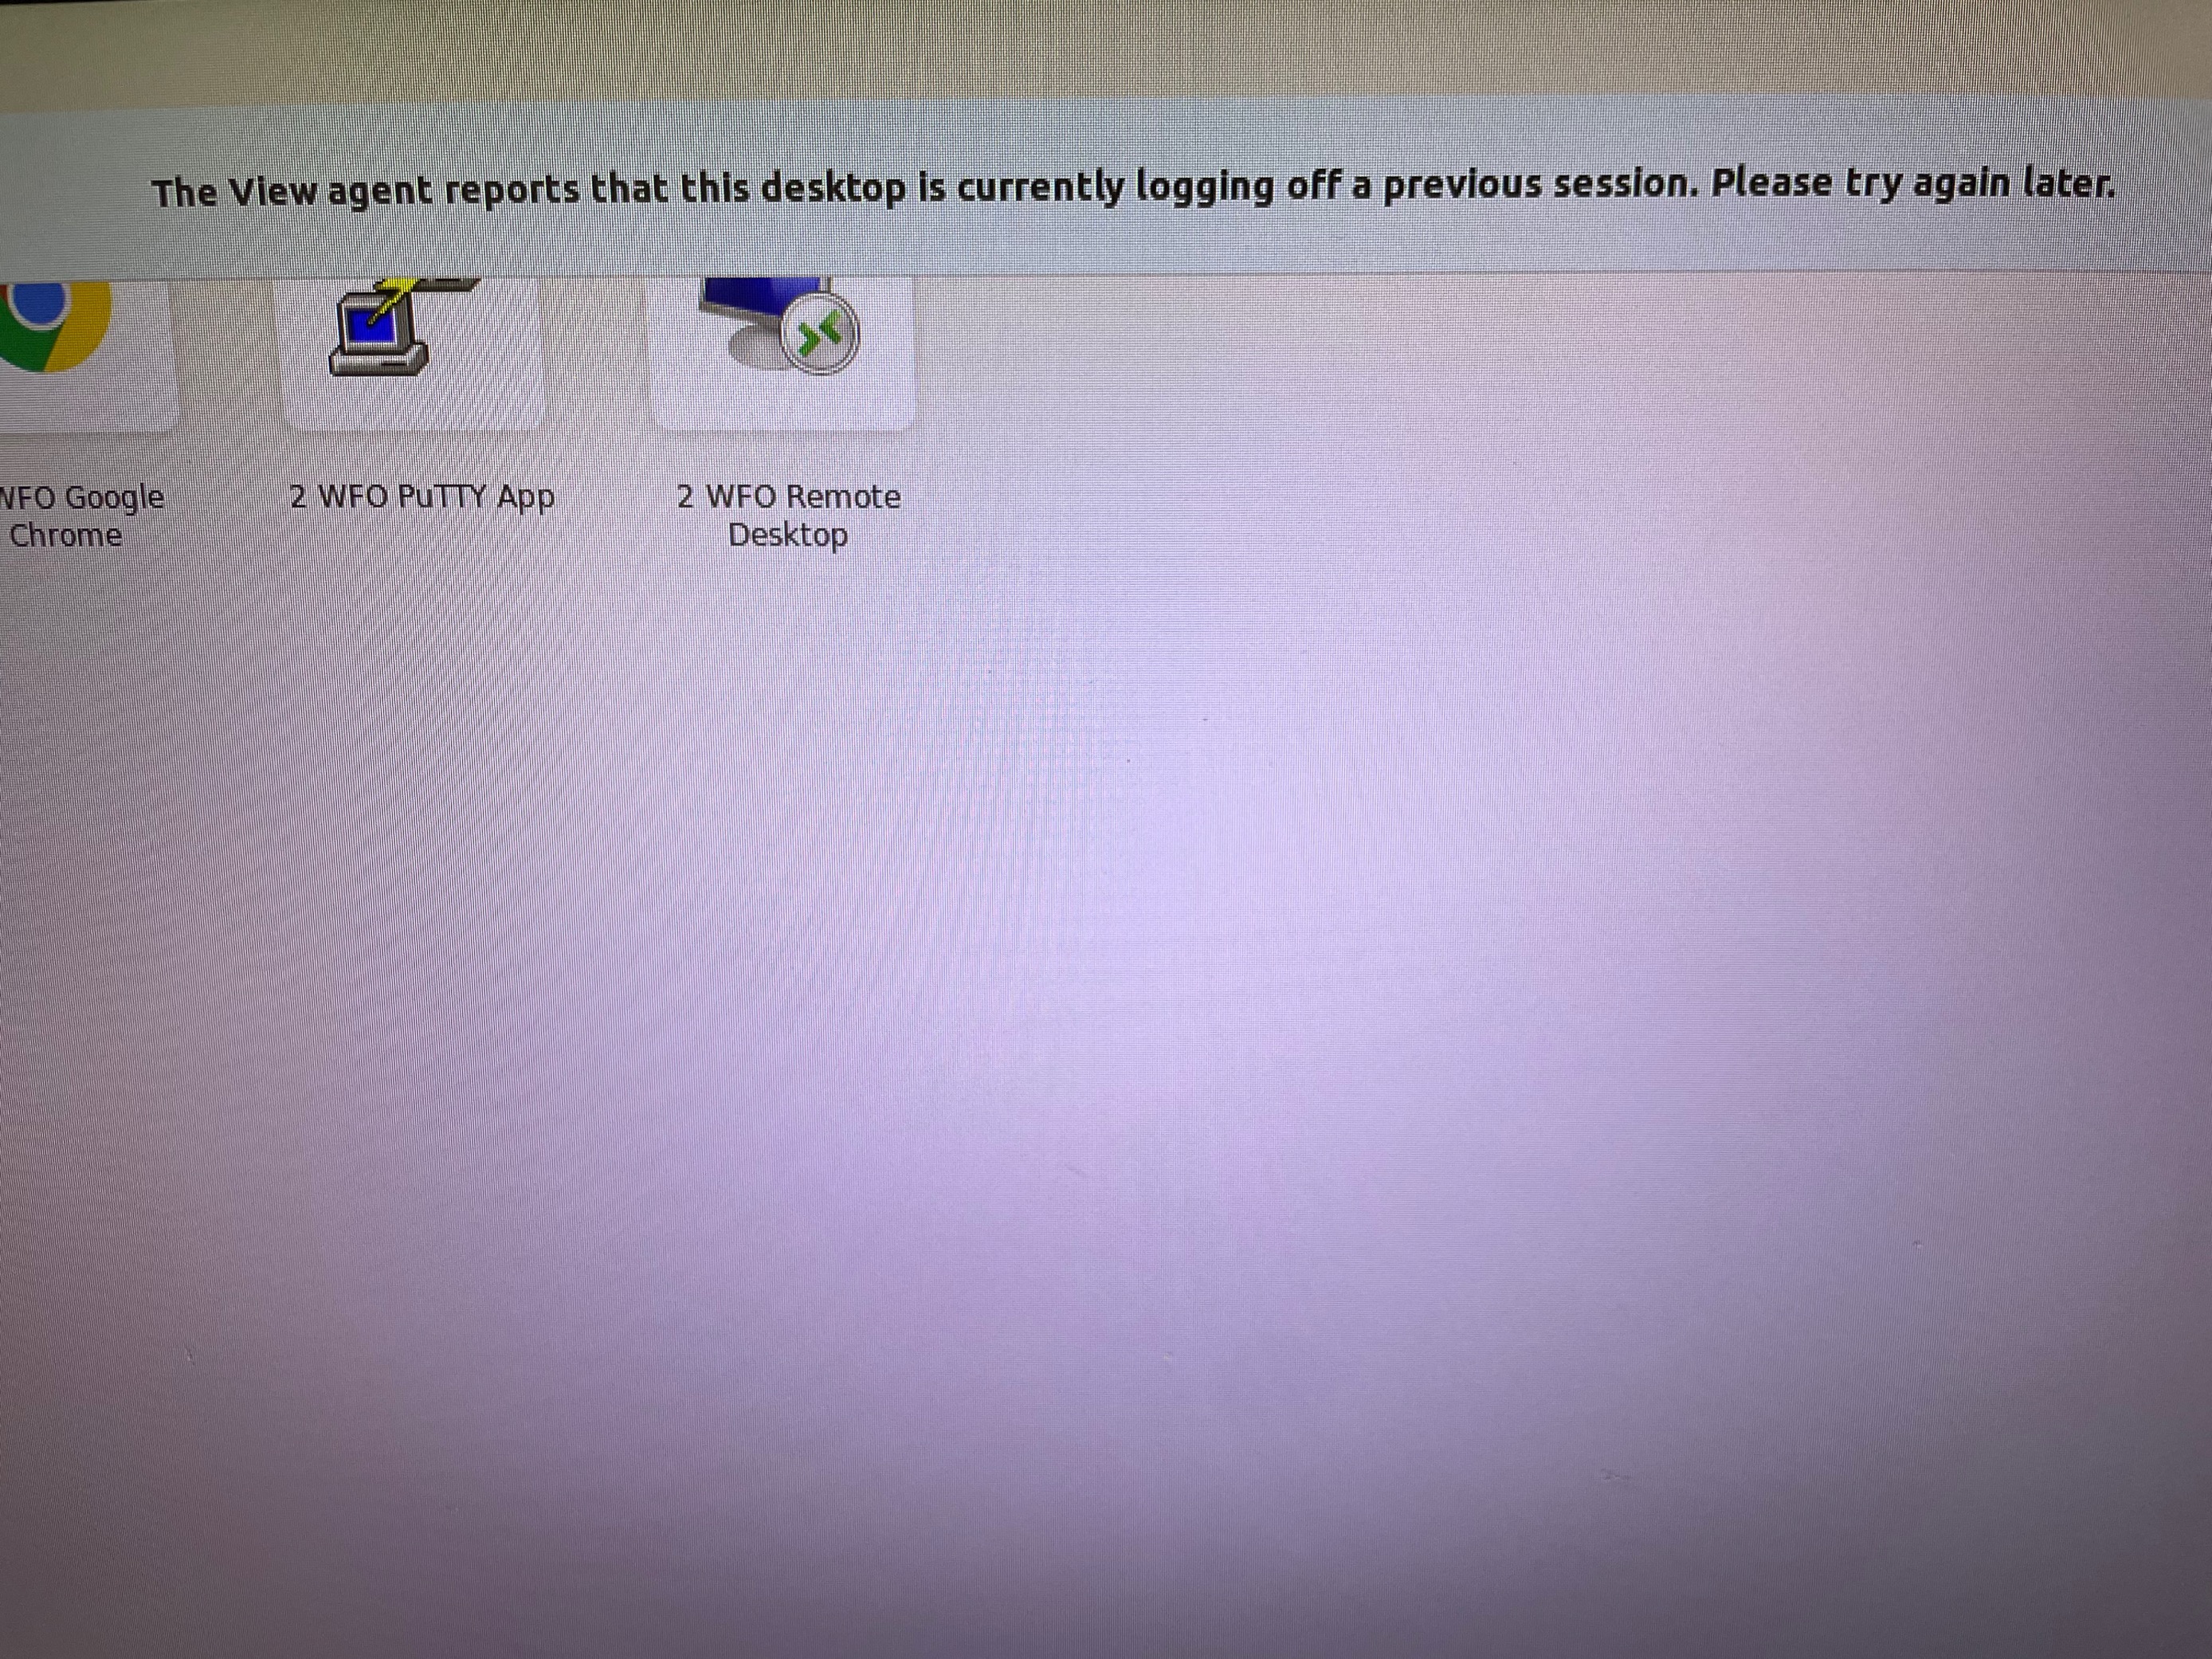 The View agent reports that this desktop is currently logging off a previous session. Please try again later.
WFO Google
Chrome
2 WFO PuTTY App
2 WFO Remote
Desktop